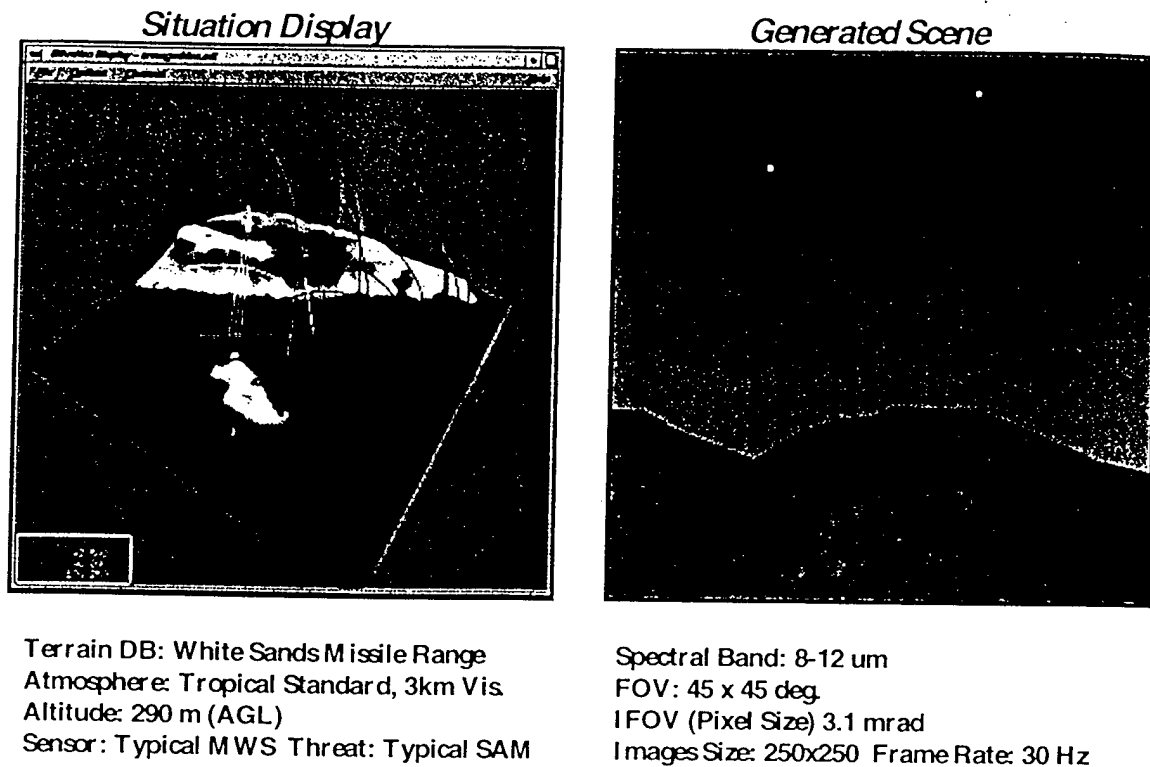 Situation Display
Generated Scene
Situation Display
Terrain DB: White Sands Missile Range
Atmosphere: Tropical Standard, 3km Vis.
Altitude: 290 m (AGL)
Sensor: Typical MWS Threat: Typical SAM
Spectral Band: 8-12 um
FOV: 45 x 45 deg.
IFOV (Pixel Size) 3.1 mrad
Images Size: 250x250 Frame Rate: 30 Hz